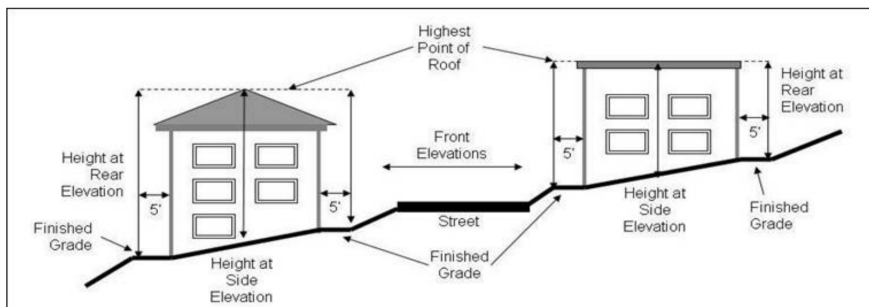 Highest
Point of
Roof
Height at
Rear
Elevation
Front
Elevations
Height at
Rear
Elevation
5'
5'
5'
5'
Finished
Grade
Street
Height at
Side
Elevation
Finished
Grade
Height at
Side
Elevation
Finished
Grade